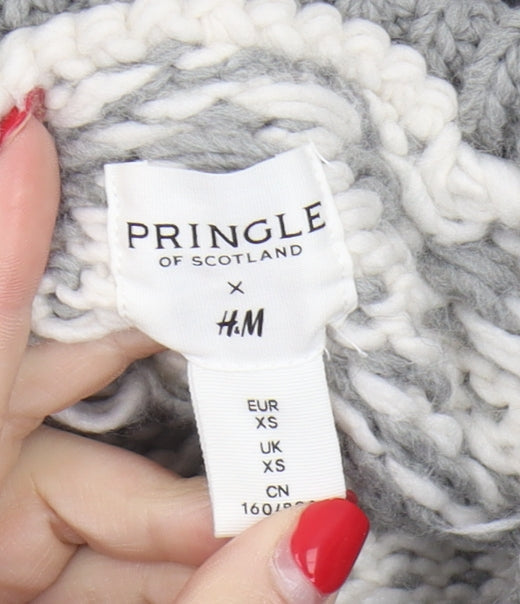 PRINGLE
OF SCOTLAND
×
H&M
EUR
XS
UK
XS
CN